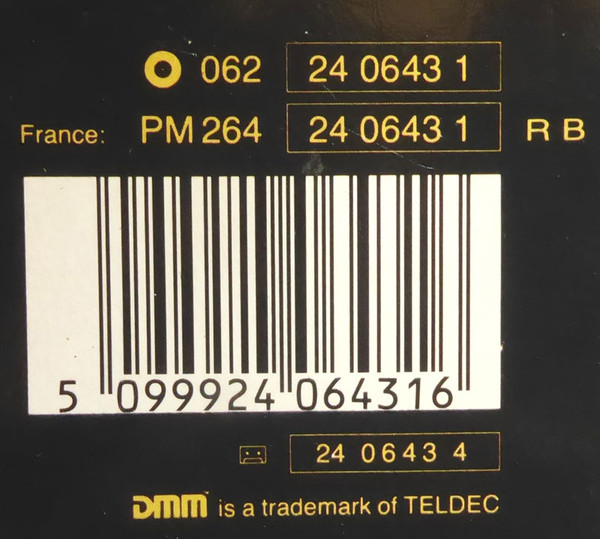 062 24 0643 1
France: PM 264 24 0643 1 R B
5 099924 064316
24 0643 4
DMM is a trademark of TELDEC